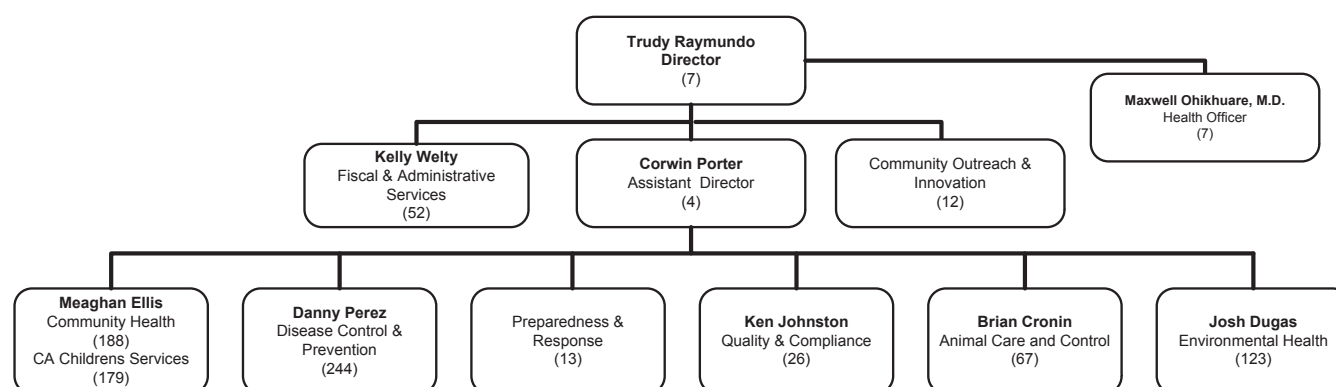 Trudy Raymundo
Director
(7)
Maxwell Ohikhuare, M.D.
Health Officer
(7)
Kelly Welty
Fiscal & Administrative
Services
(52)
Corwin Porter
Assistant Director
(4)
Community Outreach &
Innovation
(12)
Meaghan Ellis
Community Health
(188)
CA Childrens Services
(179)
Danny Perez
Disease Control &
Prevention
(244)
Preparedness &
Response
(13)
Ken Johnston
Quality & Compliance
(26)
Brian Cronin
Animal Care and Control
(67)
Josh Dugas
Environmental Health
(123)